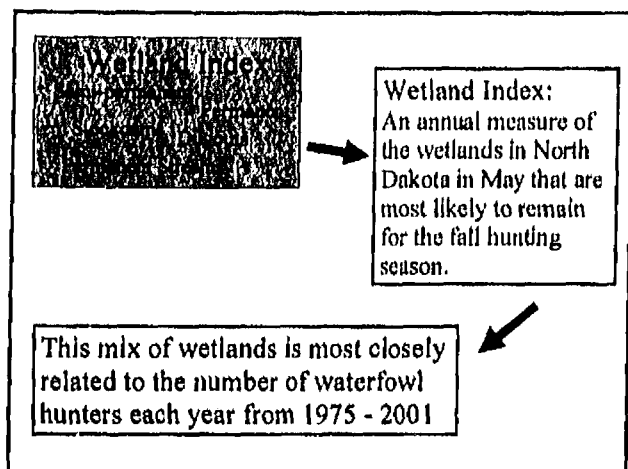 Wetland Index
Wetland Index:
An annual measure of
the wetlands in North
Dakota in May that are
most likely to remain
for the fall hunting
season.
This mix of wetlands is most closely
related to the number of waterfowl
hunters each year from 1975 - 2001